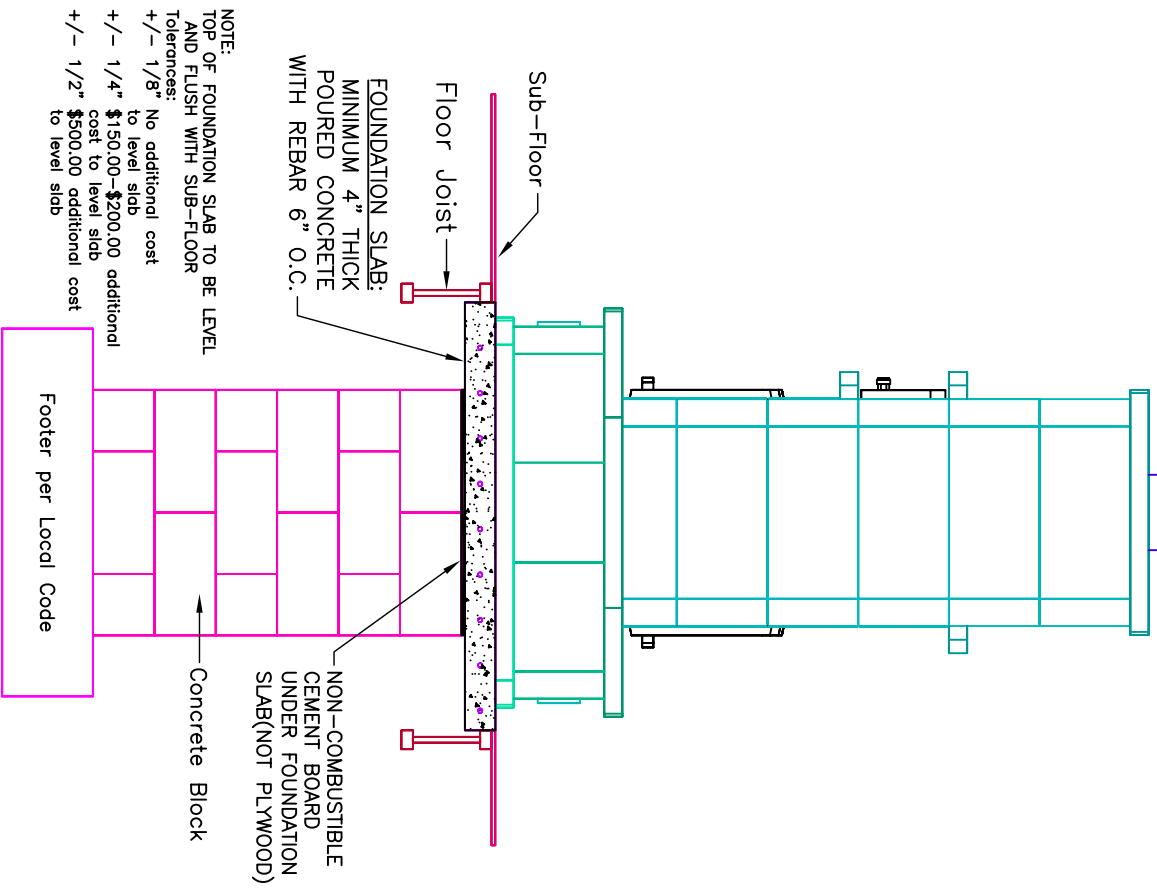 Sub-Floor
Floor Joist
FOUNDATION SLAB:
MINIMUM 4" THICK
POURED CONCRETE
WITH REBAR 6" O.C.
NOTE:
TOP OF FOUNDATION SLAB TO BE LEVEL
AND FLUSH WITH SUB-FLOOR
Tolerances:
+/- 1/8" No additional cost
to level slab
+/- 1/4" $150.00-$200.00 additional
cost to level slab
+/- 1/2" $500.00 additional cost
to level slab
NON-COMBUSTIBLE
CEMENT BOARD
UNDER FOUNDATION
SLAB(NOT PLYWOOD)
Concrete Block
Footer per Local Code